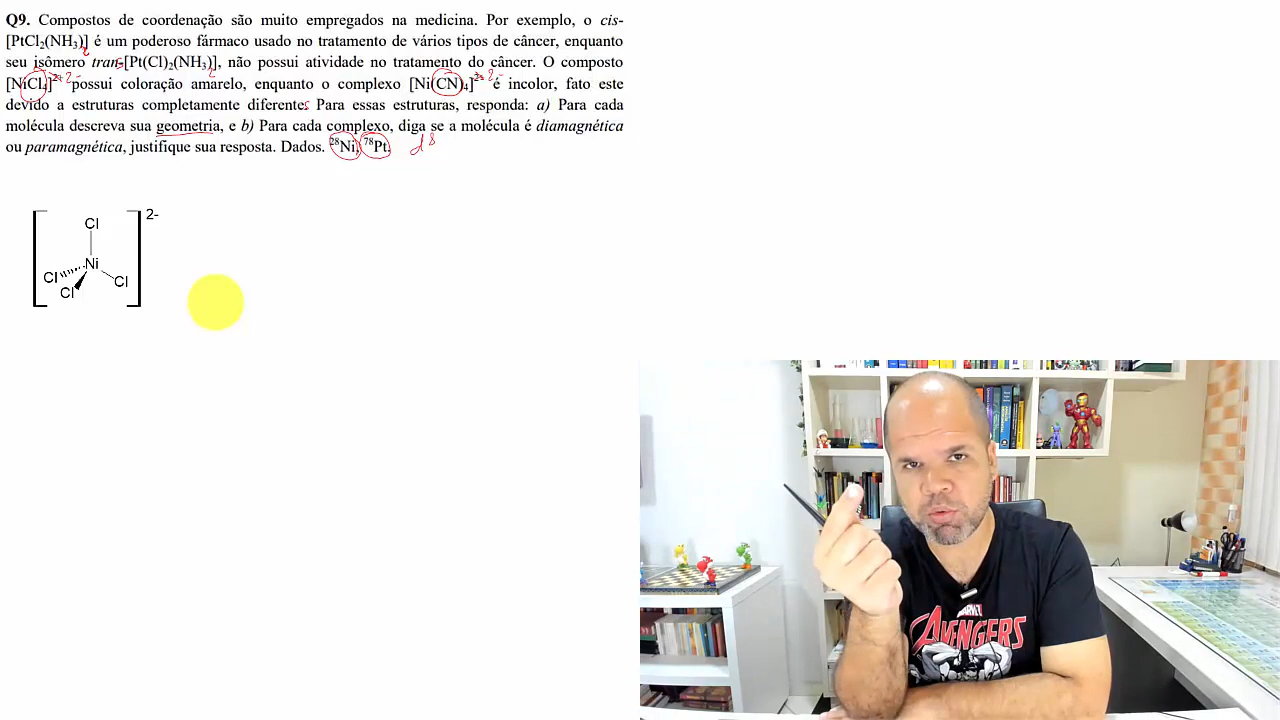 Q9. Compostos de coordenação são muito empregados na medicina. Por exemplo, o cis-
[PtCl2(NH3)]2 é um poderoso fármaco usado no tratamento de vários tipos de câncer, enquanto
seu isômero trans-[Pt(Cl)2(NH3)2], não possui atividade no tratamento do câncer. O composto
[NiCl4]2- possui coloração amarelo, enquanto o complexo [Ni(CN)4]2- é incolor, fato este
devido a estruturas completamente diferentes Para essas estruturas, responda: a) Para cada
molécula descreva sua geometria, e b) Para cada complexo, diga se a molécula é diamagnética
ou paramagnética, justifique sua resposta. Dados. 28Ni, 78Pt. d8
2-
Cl
Ni
Cl
Cl
Cl
MARVEL
AVENGERS